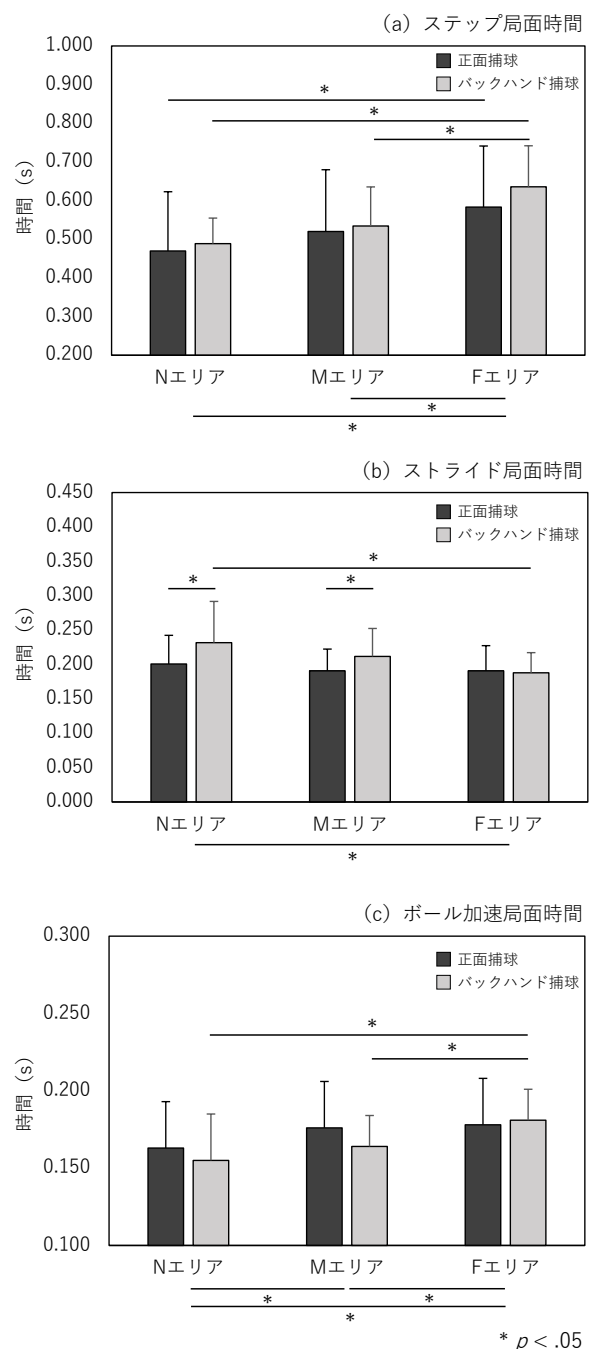 （a）ステップ局面時間
1.000
0.900
0.800
0.700
0.600
0.500
0.400
0.300
0.200
時間（s）
正面捕球
バックハンド捕球
*
*
*
Nエリア
Mエリア
Fエリア
*
*
（b）ストライド局面時間
0.450
0.400
0.350
0.300
0.250
0.200
0.150
0.100
0.050
0.000
時間（s）
正面捕球
バックハンド捕球
*
*
*
Nエリア
Mエリア
Fエリア
*
（c）ボール加速局面時間
0.300
0.250
0.200
0.150
0.100
時間（s）
正面捕球
バックハンド捕球
*
*
Nエリア
Mエリア
Fエリア
*
*
*
* p < .05